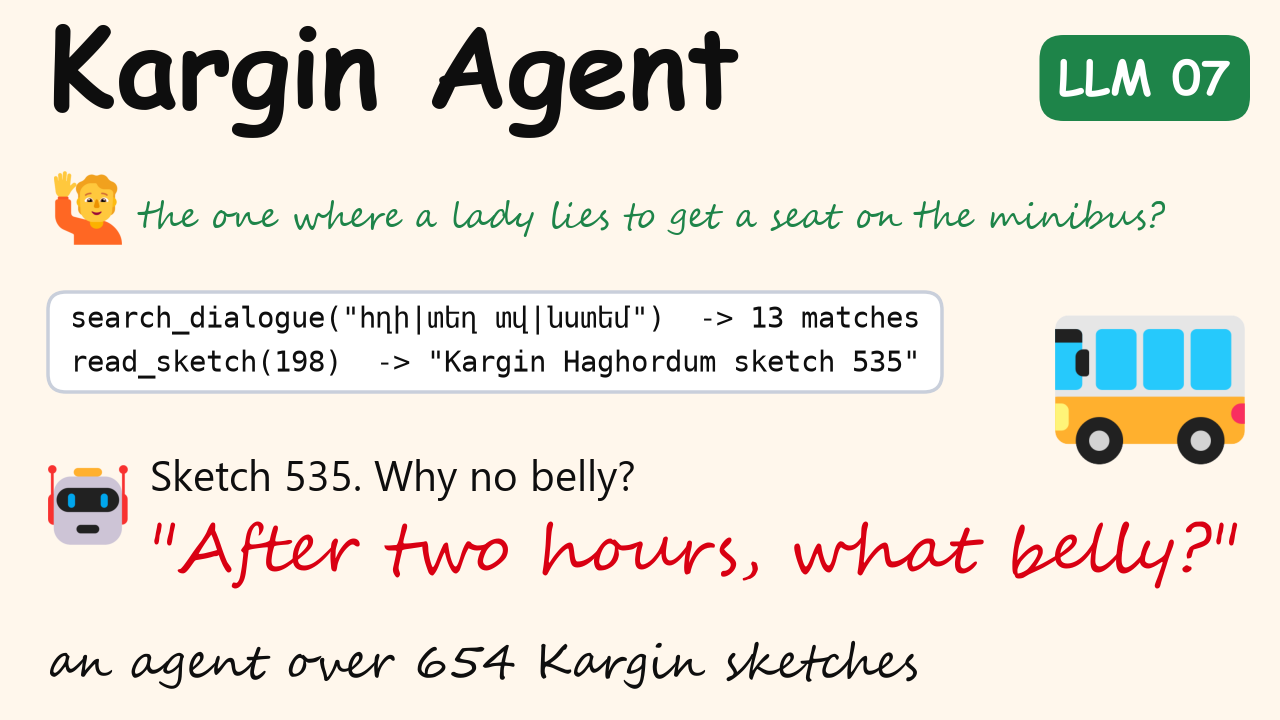 Kargin Agent
LLM 07
the one where a lady lies to get a seat on the minibus?
search_dialogue("հղի|տեղ տվ|նստեմ")  -> 13 matches
read_sketch(198)  -> "Kargin Haghordum sketch 535"
Sketch 535. Why no belly?
"After two hours, what belly?"
an agent over 654 Kargin sketches